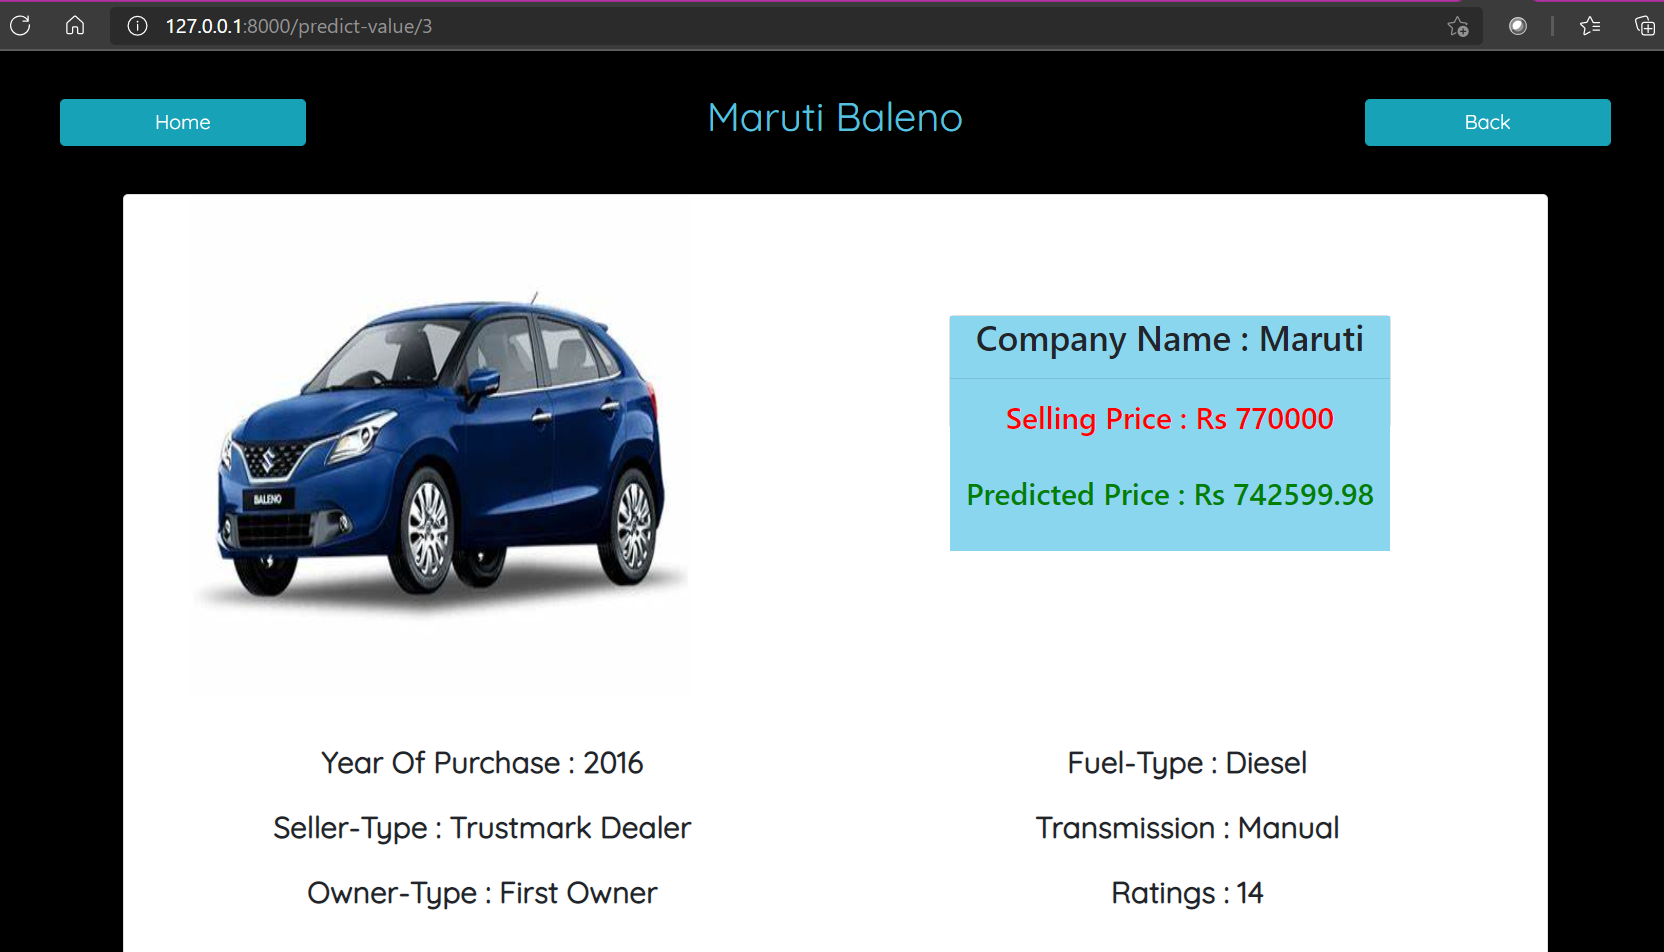 127.0.0.1:8000/predict-value/3
Home
Maruti Baleno
Back
BALENO
Company Name : Maruti
Selling Price : Rs 770000
Predicted Price : Rs 742599.98
Year Of Purchase : 2016
Fuel-Type : Diesel
Seller-Type : Trustmark Dealer
Transmission : Manual
Owner-Type : First Owner
Ratings : 14